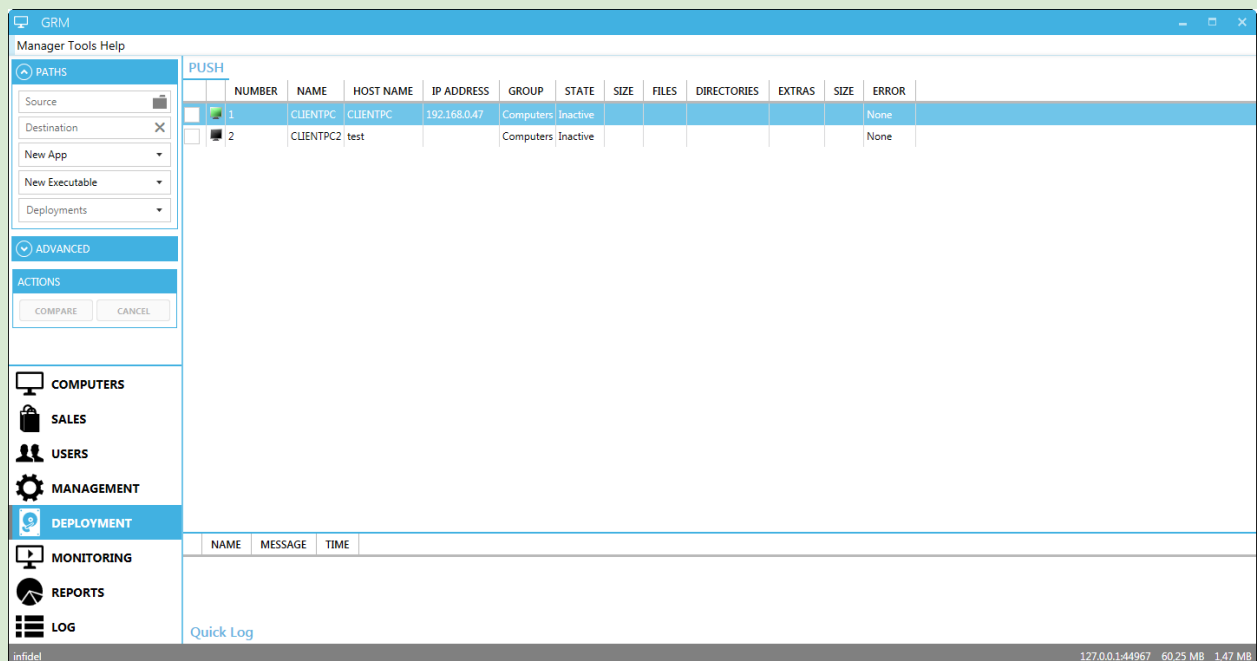 GRM
Manager Tools Help
PATHS
Source
Destination
New App
New Executable
Deployments
ADVANCED
ACTIONS
COMPARE CANCEL
COMPUTERS
SALES
USERS
MANAGEMENT
DEPLOYMENT
MONITORING
REPORTS
LOG
PUSH
NUMBER NAME HOST NAME IP ADDRESS GROUP STATE SIZE FILES DIRECTORIES EXTRAS SIZE ERROR
1 CLIENTPC CLIENTPC 192.168.0.47 Computers Inactive None
2 CLIENTPC2 test Computers Inactive None
NAME MESSAGE TIME
Quick Log
infidel 127.0.0.1:44967 60,25 MB 1,47 MB